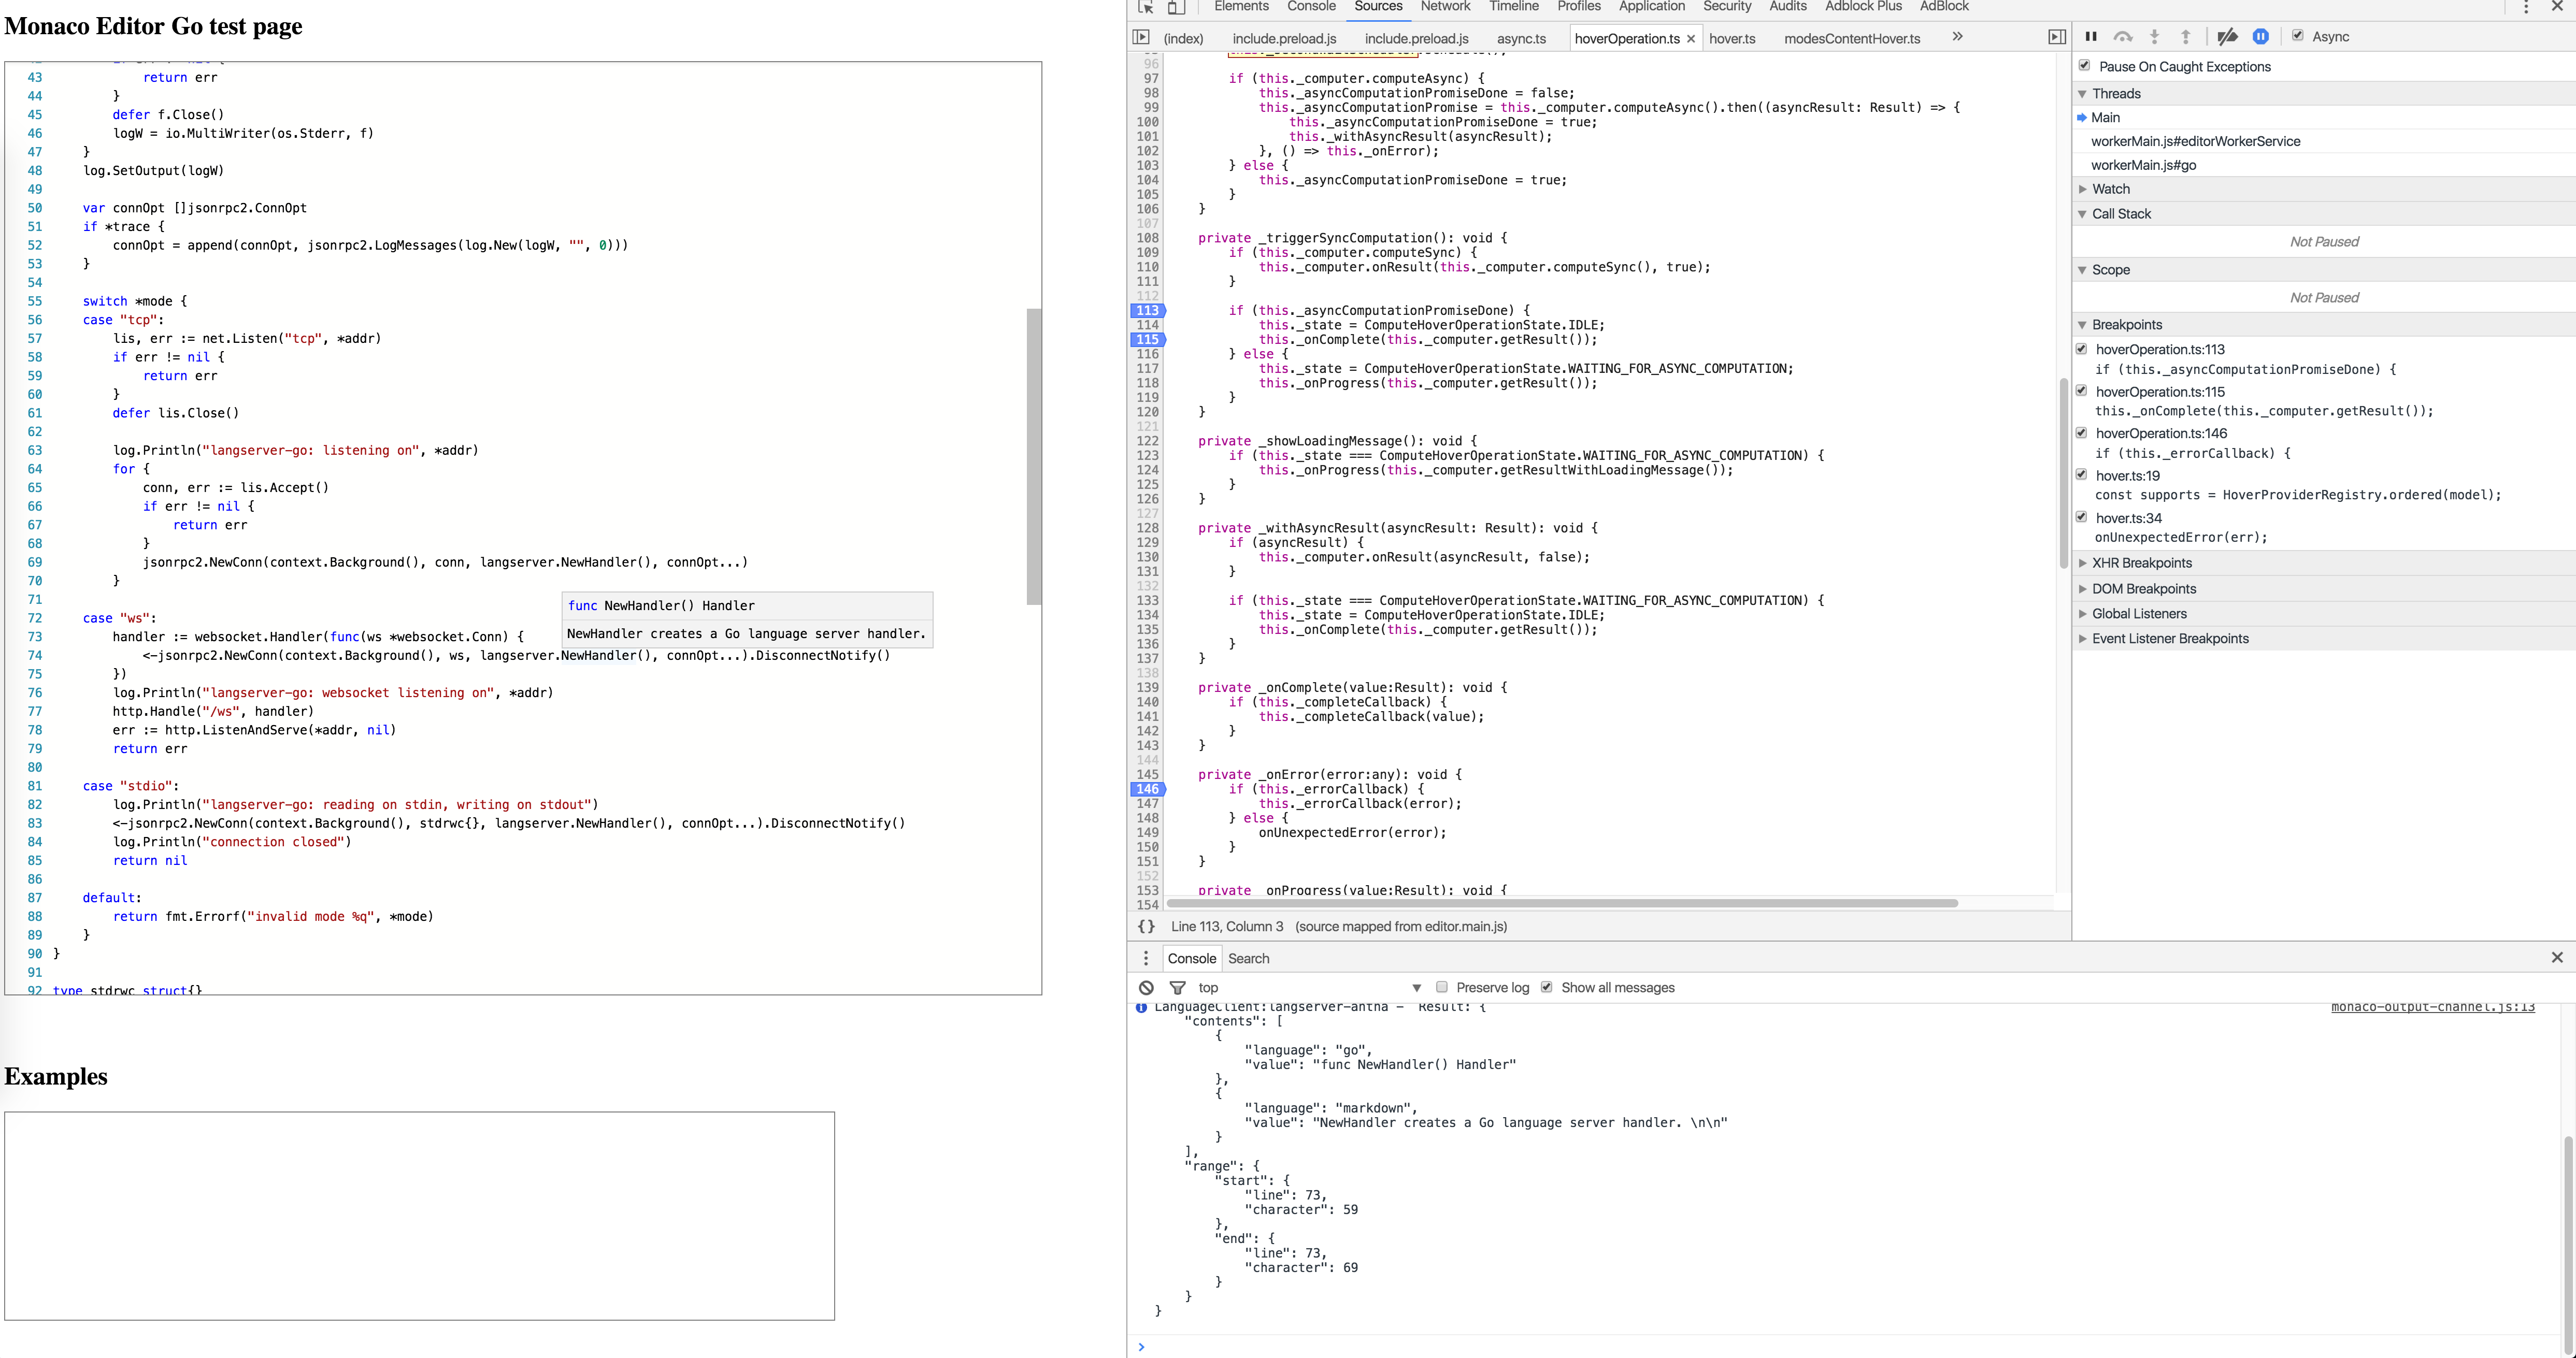 Monaco Editor Go test page
43 return err
44 }
45 defer f.Close()
46 logW = io.MultiWriter(os.Stderr, f)
47 }
48 log.SetOutput(logW)
49
50 var connOpt []jsonrpc2.ConnOpt
51 if *trace {
52 connOpt = append(connOpt, jsonrpc2.LogMessages(log.New(logW, "", 0)))
53 }
54
55 switch *mode {
56 case "tcp":
57 lis, err := net.Listen("tcp", *addr)
58 if err != nil {
59 return err
60 }
61 defer lis.Close()
62
63 log.Println("langserver-go: listening on", *addr)
64 for {
65 conn, err := lis.Accept()
66 if err != nil {
67 return err
68 }
69 jsonrpc2.NewConn(context.Background(), conn, langserver.NewHandler(), connOpt...)
70 }
71
func NewHandler() Handler
NewHandler creates a Go language server handler.
72 case "ws":
73 handler := websocket.Handler(func(ws *websocket.Conn) {
74 <-jsonrpc2.NewConn(context.Background(), ws, langserver.NewHandler(), connOpt...).DisconnectNotify()
75 })
76 log.Println("langserver-go: websocket listening on", *addr)
77 http.Handle("/ws", handler)
78 err := http.ListenAndServe(*addr, nil)
79 return err
80
81 case "stdio":
82 log.Println("langserver-go: reading on stdin, writing on stdout")
83 <-jsonrpc2.NewConn(context.Background(), stdrwc{}, langserver.NewHandler(), connOpt...).DisconnectNotify()
84 log.Println("connection closed")
85 return nil
86
87 default:
88 return fmt.Errorf("invalid mode %q", *mode)
89 }
90 }
91
92 type stdrwc struct{}
Examples
Elements Console Sources Network Timeline Profiles Application Security Audits Adblock Plus AdBlock
(index) include.preload.js include.preload.js async.ts hoverOperation.ts × hover.ts modesContentHover.ts »
96
97 if (this._computer.computeAsync) {
98 this._asyncComputationPromiseDone = false;
99 this._asyncComputationPromise = this._computer.computeAsync().then((asyncResult: Result) => {
100 this._asyncComputationPromiseDone = true;
101 this._withAsyncResult(asyncResult);
102 }, () => this._onError);
103 } else {
104 this._asyncComputationPromiseDone = true;
105 }
106 }
107
108 private _triggerSyncComputation(): void {
109 if (this._computer.computeSync) {
110 this._computer.onResult(this._computer.computeSync(), true);
111 }
112
113 if (this._asyncComputationPromiseDone) {
114 this._state = ComputeHoverOperationState.IDLE;
115 this._onComplete(this._computer.getResult());
116 } else {
117 this._state = ComputeHoverOperationState.WAITING_FOR_ASYNC_COMPUTATION;
118 this._onProgress(this._computer.getResult());
119 }
120 }
121
122 private _showLoadingMessage(): void {
123 if (this._state === ComputeHoverOperationState.WAITING_FOR_ASYNC_COMPUTATION) {
124 this._onProgress(this._computer.getResultWithLoadingMessage());
125 }
126 }
127
128 private _withAsyncResult(asyncResult: Result): void {
129 if (asyncResult) {
130 this._computer.onResult(asyncResult, false);
131 }
132
133 if (this._state === ComputeHoverOperationState.WAITING_FOR_ASYNC_COMPUTATION) {
134 this._state = ComputeHoverOperationState.IDLE;
135 this._onComplete(this._computer.getResult());
136 }
137 }
138
139 private _onComplete(value:Result): void {
140 if (this._completeCallback) {
141 this._completeCallback(value);
142 }
143 }
144
145 private _onError(error:any): void {
146 if (this._errorCallback) {
147 this._errorCallback(error);
148 } else {
149 onUnexpectedError(error);
150 }
151 }
152
153 private _onProgress(value:Result): void {
154
{} Line 113, Column 3 (source mapped from editor.main.js)
Async
Pause On Caught Exceptions
Threads
Main
workerMain.js#editorWorkerService
workerMain.js#go
Watch
Call Stack
Not Paused
Scope
Not Paused
Breakpoints
hoverOperation.ts:113
if (this._asyncComputationPromiseDone) {
hoverOperation.ts:115
this._onComplete(this._computer.getResult());
hoverOperation.ts:146
if (this._errorCallback) {
hover.ts:19
const supports = HoverProviderRegistry.ordered(model);
hover.ts:34
onUnexpectedError(err);
XHR Breakpoints
DOM Breakpoints
Global Listeners
Event Listener Breakpoints
Console Search
top Preserve log Show all messages
LanguageClient:langserver-antha - Result: { monaco-output-channel.js:13
"contents": [
{
"language": "go",
"value": "func NewHandler() Handler"
},
{
"language": "markdown",
"value": "NewHandler creates a Go language server handler. \n\n"
}
],
"range": {
"start": {
"line": 73,
"character": 59
},
"end": {
"line": 73,
"character": 69
}
}
}
>